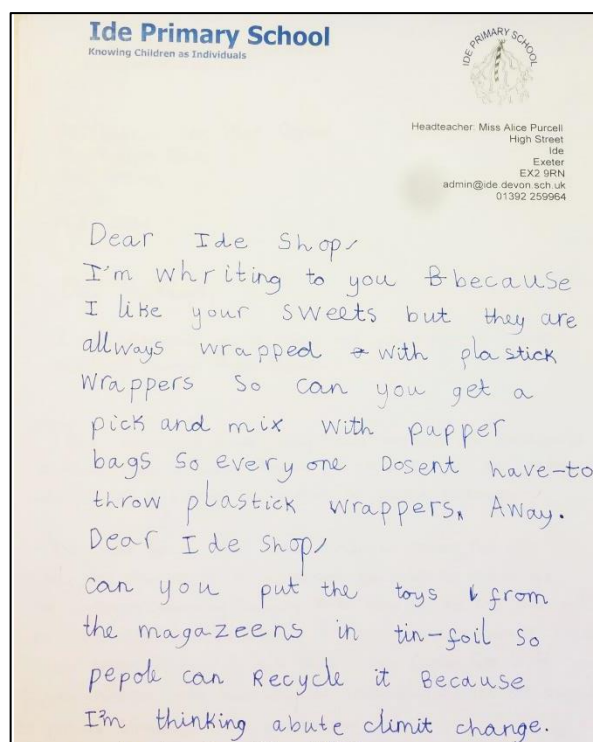 Ide Primary School
Knowing Children as Individuals
IDE PRIMARY SCHOOL
Headteacher: Miss Alice Purcell
High Street
Ide
Exeter
EX2 9RN
admin@ide.devon.sch.uk
01392 259964
Dear Ide Shop,
I'm whriting to you B because
I like your sweets but they are
allways wrapped with plastick
wrappers So can you get a
pick and mix with papper
bags So every one Dosent have-to
throw plastick wrappers, Away.
Dear Ide Shop,
can you put the toys from
the magazeens in tin-foil So
pepole can Recycle it Because
I'm thinking abute climit change.